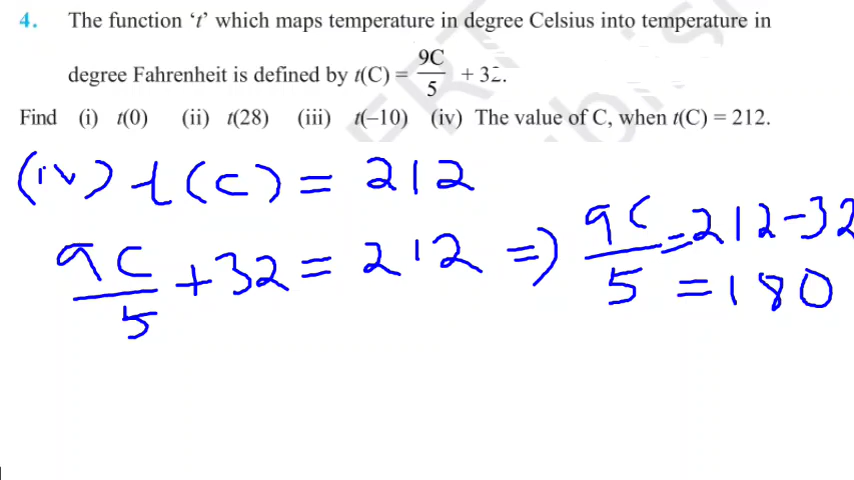 4. The function ‘t’ which maps temperature in degree Celsius into temperature in
degree Fahrenheit is defined by t(C) = 9C/5 + 32.
Find (i) t(0) (ii) t(28) (iii) t(–10) (iv) The value of C, when t(C) = 212.
(iv) t(C) = 212
9C/5 + 32 = 212 ⇒ 9C/5 = 212 - 32
= 180